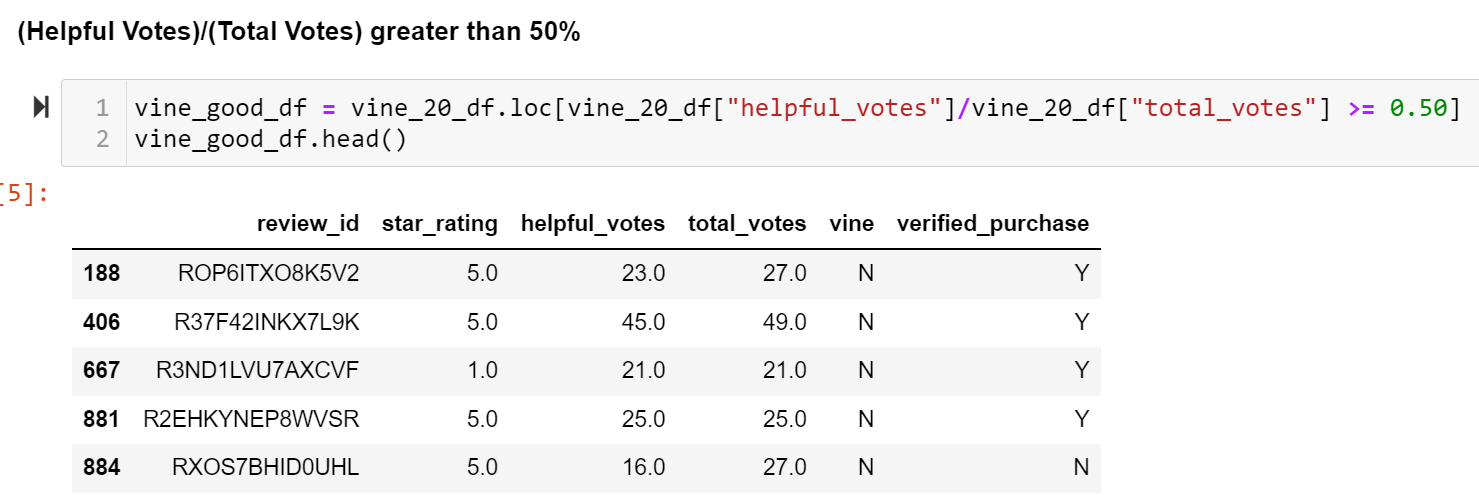 (Helpful Votes)/(Total Votes) greater than 50%
1 vine_good_df = vine_20_df.loc[vine_20_df["helpful_votes"]/vine_20_df["total_votes"] >= 0.50]
2 vine_good_df.head()
[5]:
review_id star_rating helpful_votes total_votes vine verified_purchase
188 ROP6ITXO8K5V2 5.0 23.0 27.0 N Y
406 R37F42INKX7L9K 5.0 45.0 49.0 N Y
667 R3ND1LVU7AXCVF 1.0 21.0 21.0 N Y
881 R2EHKYNEP8WVSR 5.0 25.0 25.0 N Y
884 RXOS7BHID0UHL 5.0 16.0 27.0 N N